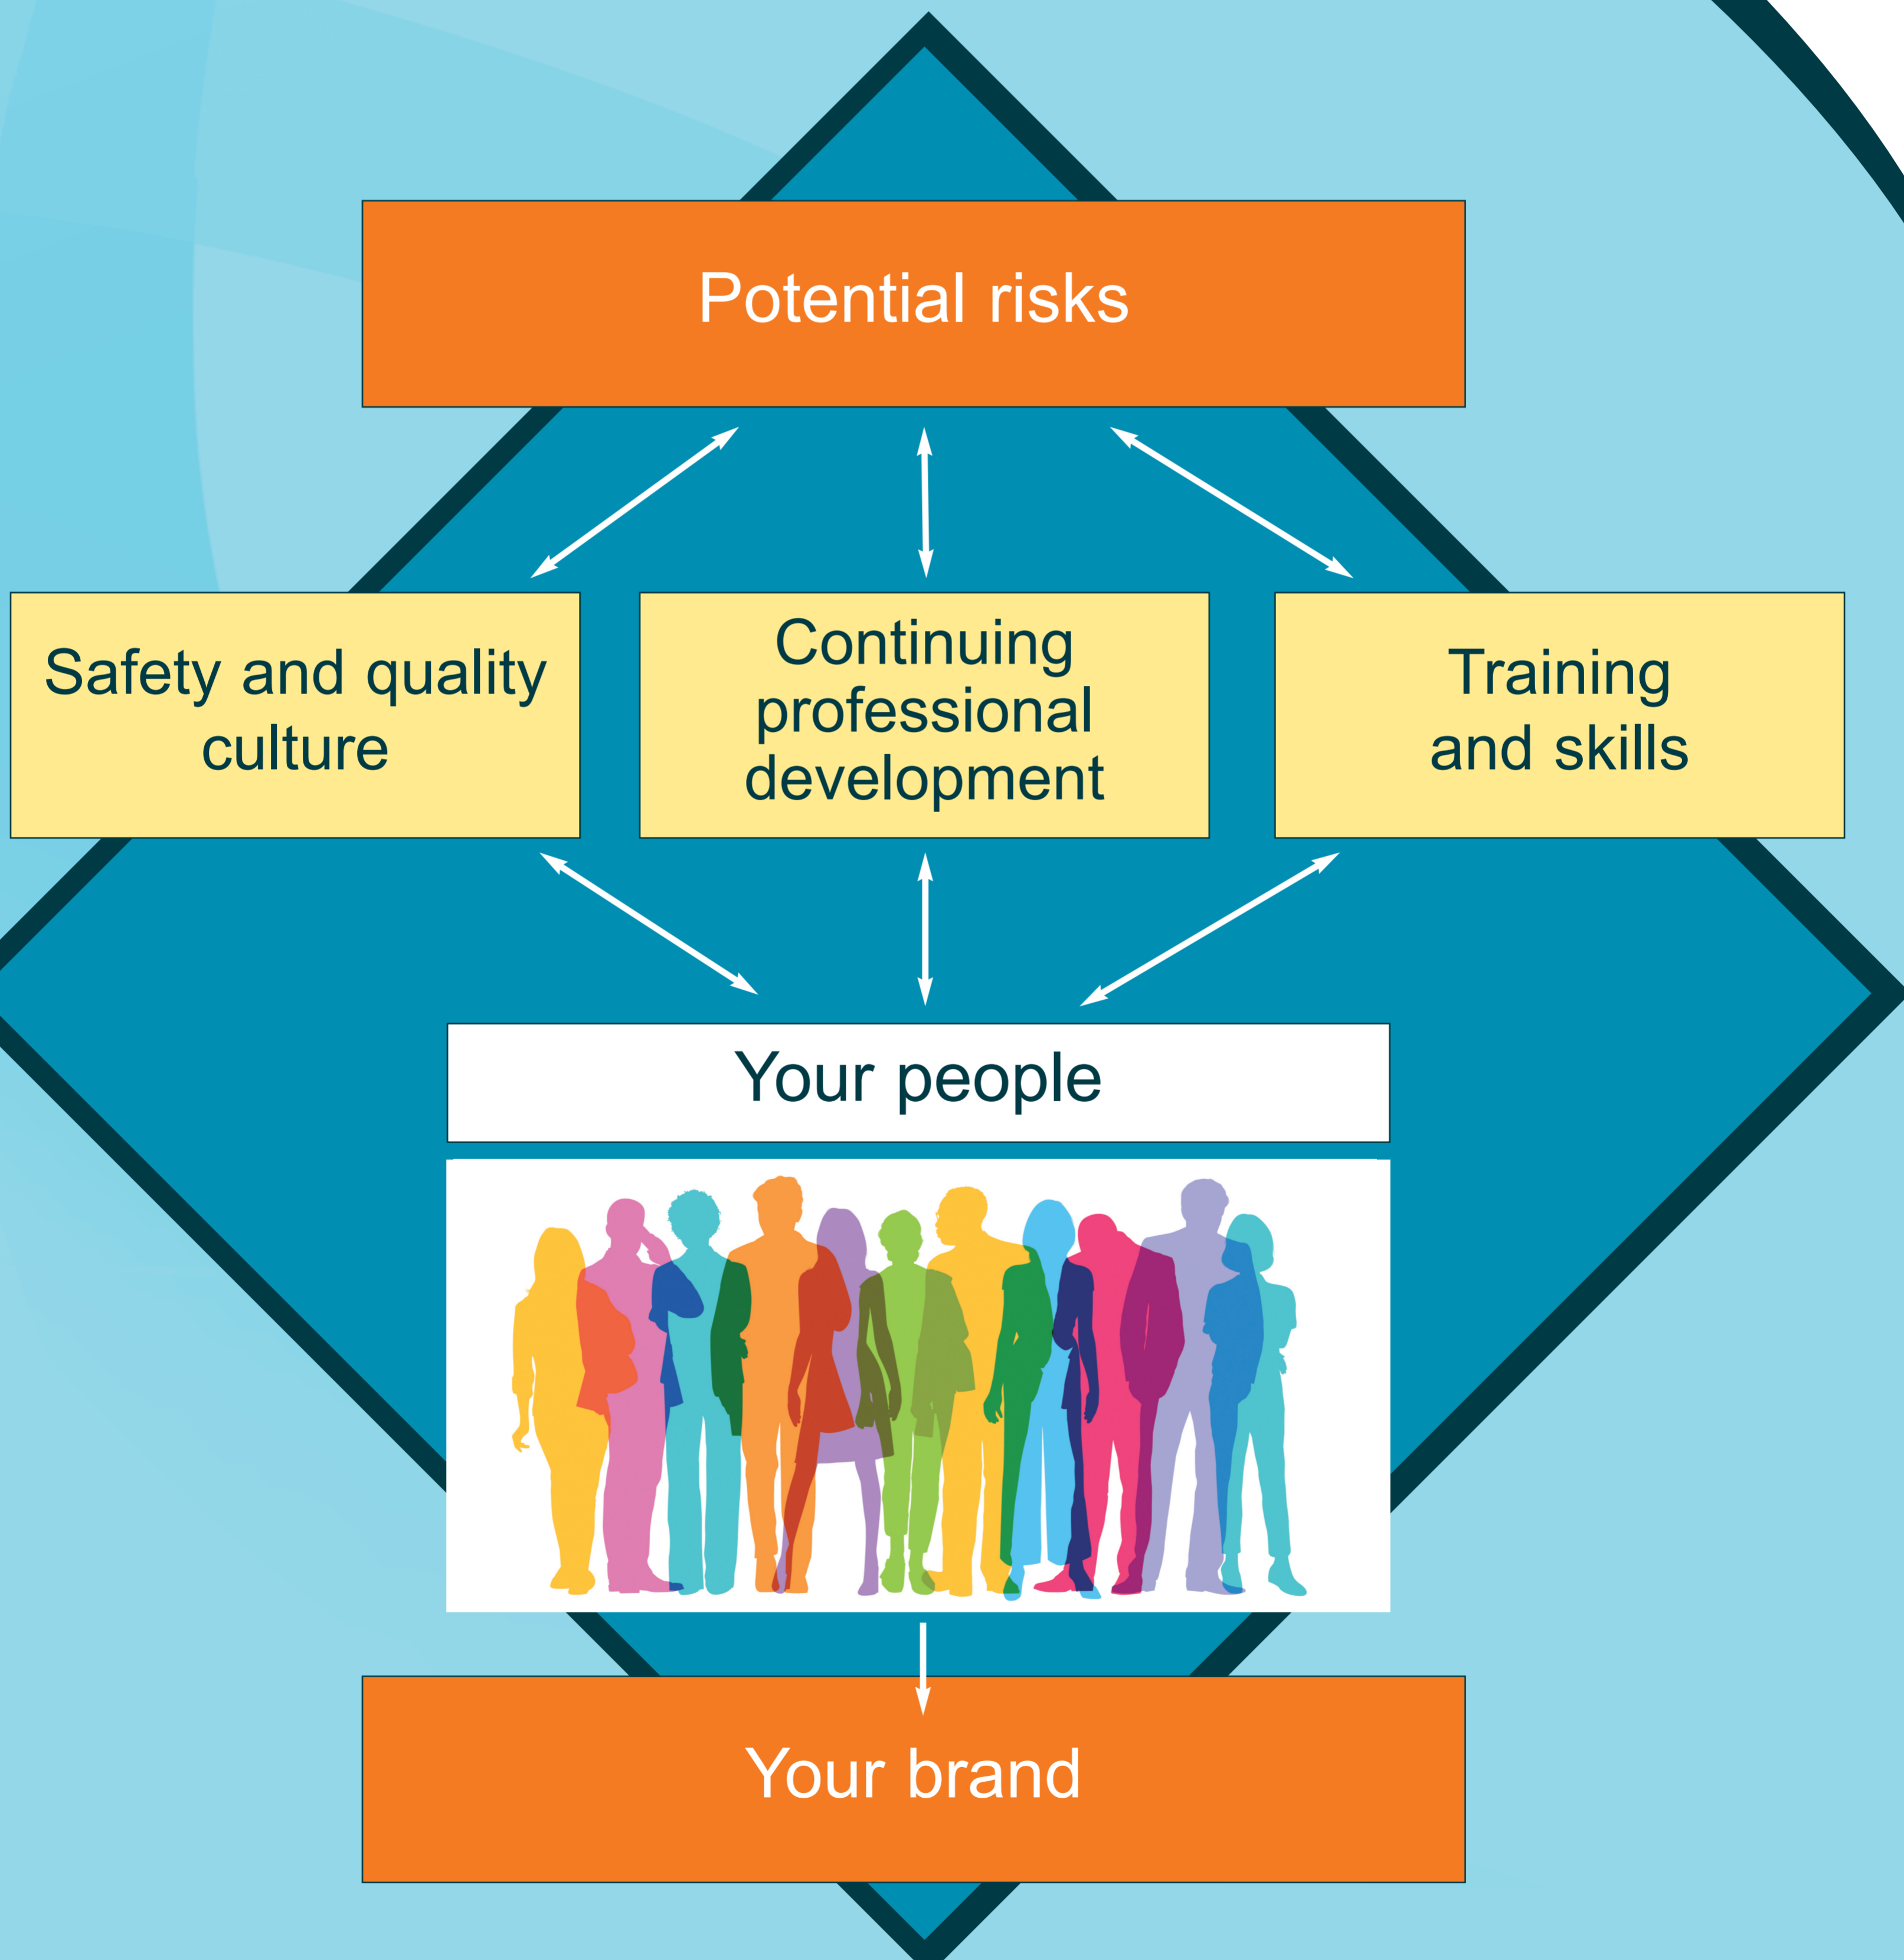 Potential risks
Safety and quality
culture
Continuing
professional
development
Training
and skills
Your people
Your brand